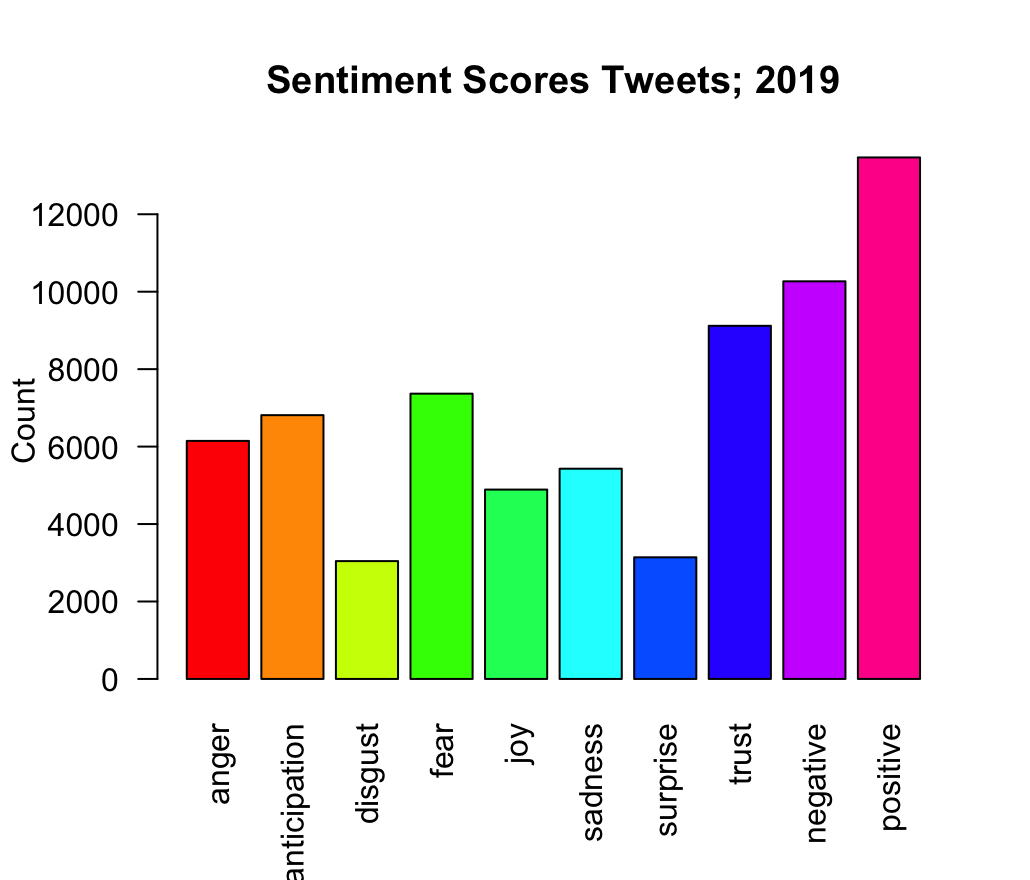 Sentiment Scores Tweets; 2019
Count
12000
10000
8000
6000
4000
2000
0
anger
anticipation
disgust
fear
joy
sadness
surprise
trust
negative
positive